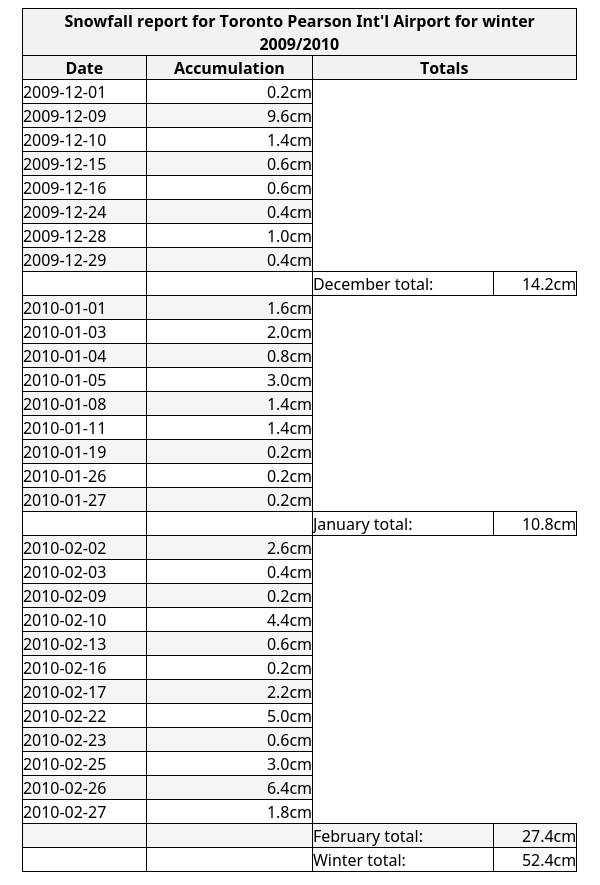 Snowfall report for Toronto Pearson Int'l Airport for winter
2009/2010
Date Accumulation Totals
2009-12-01 0.2cm
2009-12-09 9.6cm
2009-12-10 1.4cm
2009-12-15 0.6cm
2009-12-16 0.6cm
2009-12-24 0.4cm
2009-12-28 1.0cm
2009-12-29 0.4cm
December total: 14.2cm
2010-01-01 1.6cm
2010-01-03 2.0cm
2010-01-04 0.8cm
2010-01-05 3.0cm
2010-01-08 1.4cm
2010-01-11 1.4cm
2010-01-19 0.2cm
2010-01-26 0.2cm
2010-01-27 0.2cm
January total: 10.8cm
2010-02-02 2.6cm
2010-02-03 0.4cm
2010-02-09 0.2cm
2010-02-10 4.4cm
2010-02-13 0.6cm
2010-02-16 0.2cm
2010-02-17 2.2cm
2010-02-22 5.0cm
2010-02-23 0.6cm
2010-02-25 3.0cm
2010-02-26 6.4cm
2010-02-27 1.8cm
February total: 27.4cm
Winter total: 52.4cm